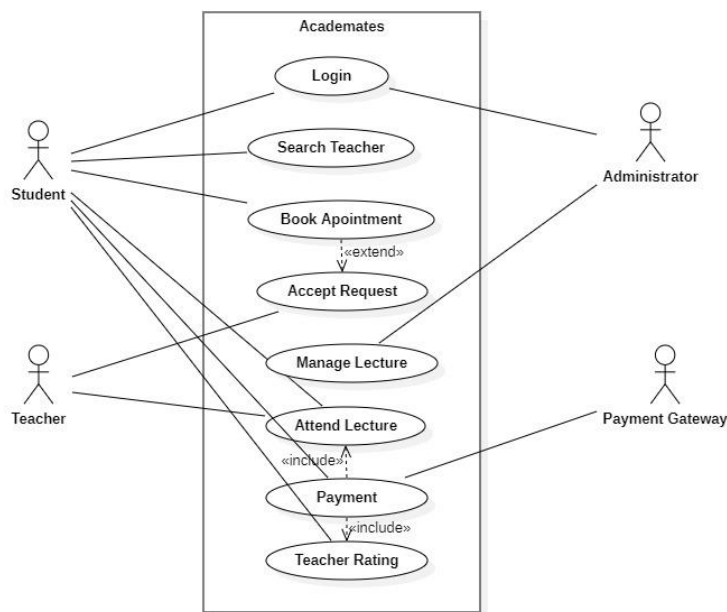 Academates
Login
Search Teacher
Student
Administrator
Book Apointment
«extend»
Accept Request
Manage Lecture
Teacher
Attend Lecture
Payment Gateway
«include»
Payment
«include»
Teacher Rating